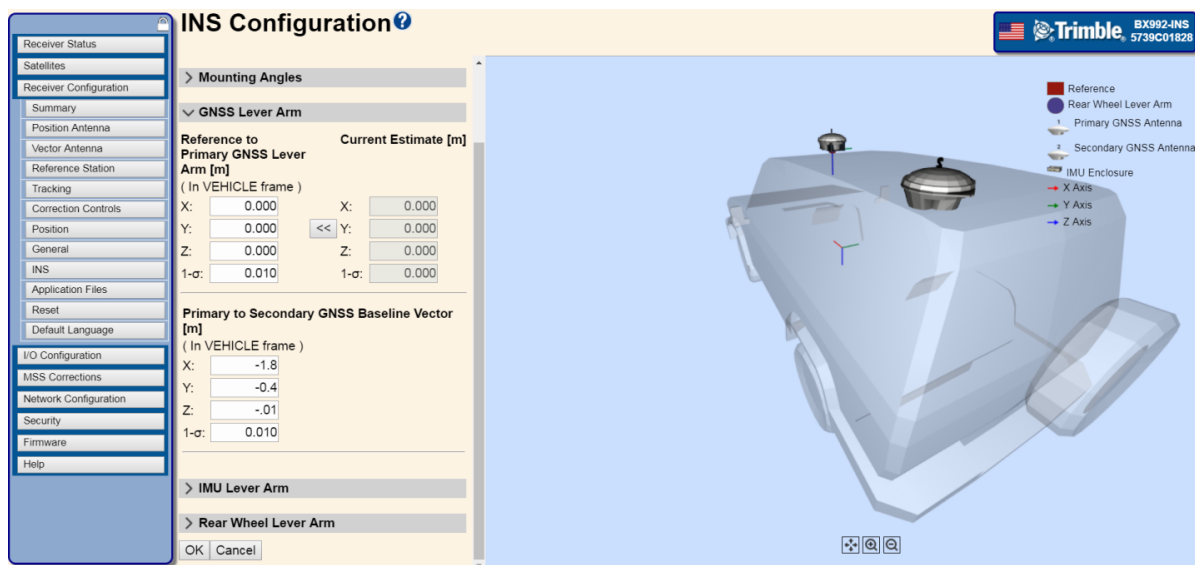 INS Configuration?
Trimble
BX992-INS
5739C01828
Receiver Status
Satellites
Receiver Configuration
Summary
Position Antenna
Vector Antenna
Reference Station
Tracking
Correction Controls
Position
General
INS
Application Files
Reset
Default Language
I/O Configuration
MSS Corrections
Network Configuration
Security
Firmware
Help
Mounting Angles
GNSS Lever Arm
Reference to
Primary GNSS Lever
Arm [m]
Current Estimate [m]
( In VEHICLE frame )
X: 0.000 X: 0.000
Y: 0.000 << Y: 0.000
Z: 0.000 Z: 0.000
1-σ: 0.010 1-σ: 0.000
Primary to Secondary GNSS Baseline Vector
[m]
( In VEHICLE frame )
X: -1.8
Y: -0.4
Z: -.01
1-σ: 0.010
IMU Lever Arm
Rear Wheel Lever Arm
OK Cancel
Reference
Rear Wheel Lever Arm
Primary GNSS Antenna
Secondary GNSS Antenna
IMU Enclosure
X Axis
Y Axis
Z Axis